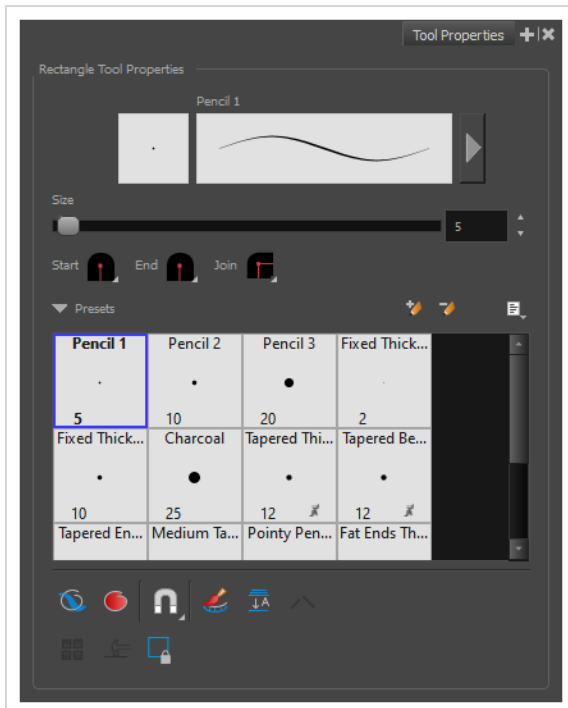 Tool Properties
Rectangle Tool Properties
Pencil 1
Size
5
Start End Join
Presets
Pencil 1 Pencil 2 Pencil 3 Fixed Thick...
5 10 20 2
Fixed Thick... Charcoal Tapered Thi... Tapered Be...
10 25 12 12
Tapered En... Medium Ta... Pointy Pen... Fat Ends Th...
A